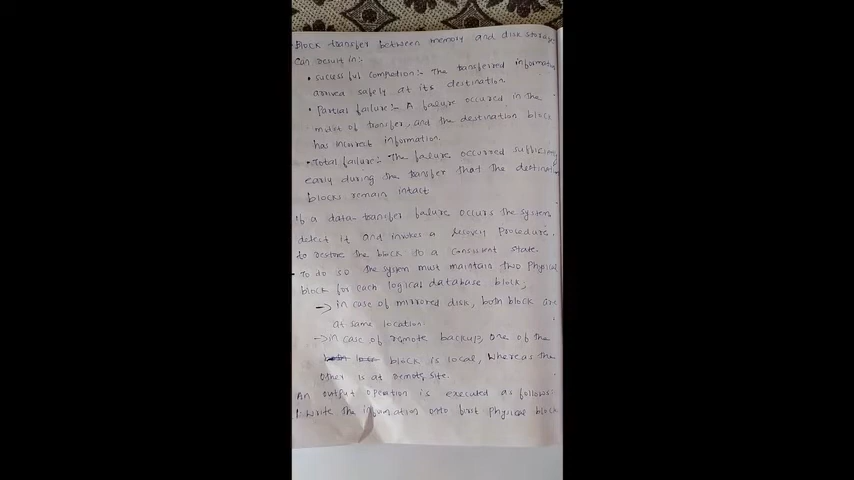 Block transfer between memory and disk storage
Can result in:-
• successful completion:- The transferred information
arrived safely at its destination.
• Partial failure:- A failure occured in the
midst of transfer, and the destination block
has incorrect information.
• Total failure:- The failure occurred sufficiently
early during the transfer that the destination
blocks remain intact.
If a data-transfer failure occurs the system
detect it and invokes a recovery procedure,
to restore the block to a consistent state.
- To do so the system must maintain two physical
block for each logical database block,
→ in case of mirrored disk, both block are
at same location.
→ in case of remote backup, one of the
block is local, whereas the
other is at remote site.
An output operation is executed as follows:
1. write the information onto first physical block